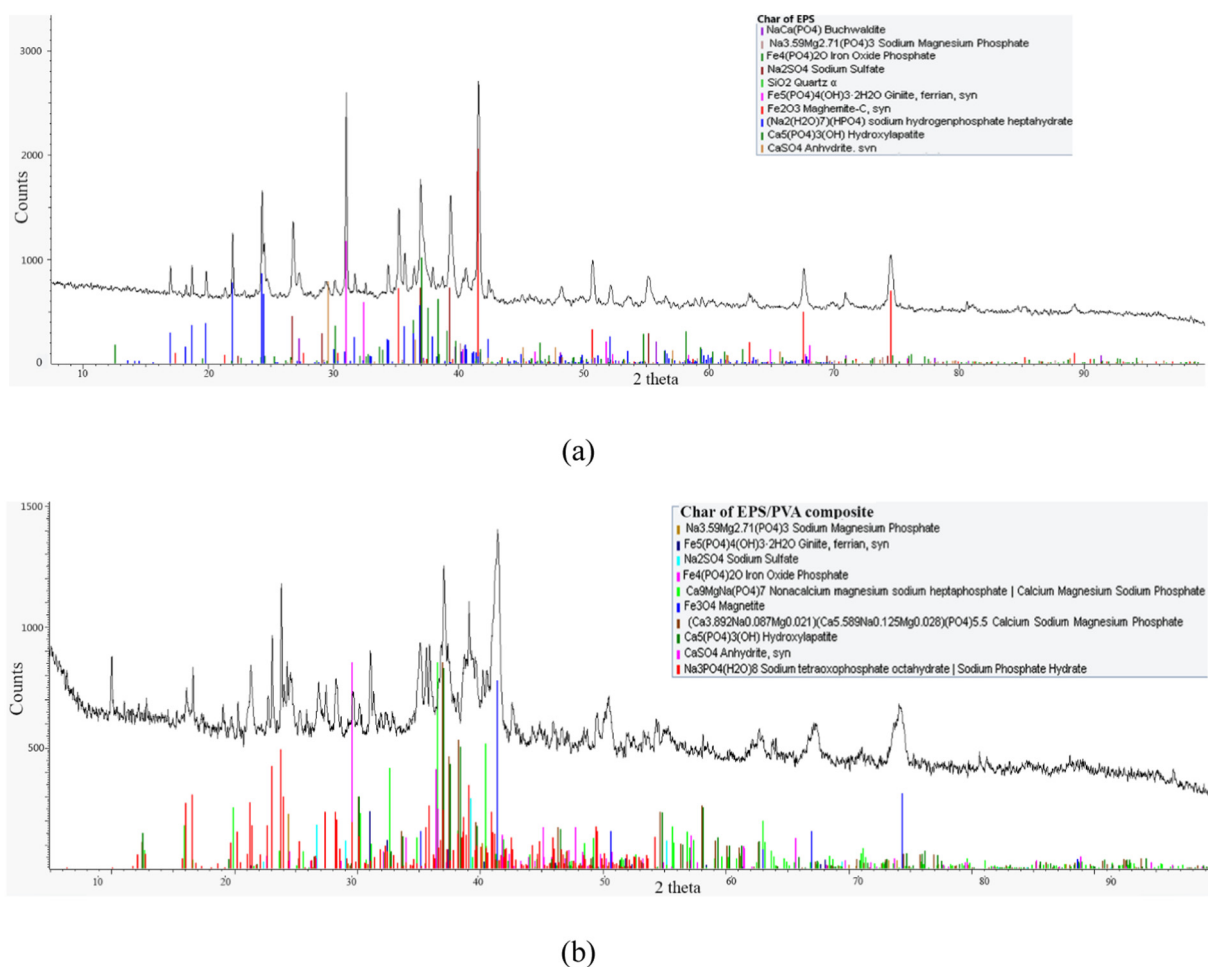 Char of EPS
NaCa(PO4) Buchwaldite
Na3.59Mg2.71(PO4)3 Sodium Magnesium Phosphate
Fe4(PO4)2O Iron Oxide Phosphate
Na2SO4 Sodium Sulfate
SiO2 Quartz α
Fe5(PO4)4(OH)3·2H2O Giniite, ferrian, syn
Fe2O3 Maghemite-C, syn
(Na2(H2O)7)(HPO4) sodium hydrogenphosphate heptahydrate
Ca5(PO4)3(OH) Hydroxylapatite
CaSO4 Anhydrite, syn
3000
2000
1000
0
Counts
10 20 30 40 50 60 70 80 90
2 theta
(a)
Char of EPS/PVA composite
Na3.59Mg2.71(PO4)3 Sodium Magnesium Phosphate
Fe5(PO4)4(OH)3·2H2O Giniite, ferrian, syn
Na2SO4 Sodium Sulfate
Fe4(PO4)2O Iron Oxide Phosphate
Ca9MgNa(PO4)7 Nonacalcium magnesium sodium heptaphosphate | Calcium Magnesium Sodium Phosphate
Fe3O4 Magnetite
(Ca3.892Na0.087Mg0.021)(Ca5.589Na0.125Mg0.028)(PO4)5.5 Calcium Sodium Magnesium Phosphate
Ca5(PO4)3(OH) Hydroxylapatite
CaSO4 Anhydrite, syn
Na3PO4(H2O)8 Sodium tetraoxophosphate octahydrate | Sodium Phosphate Hydrate
1500
1000
500
Counts
10 20 30 40 50 60 70 80 90
2 theta
(b)